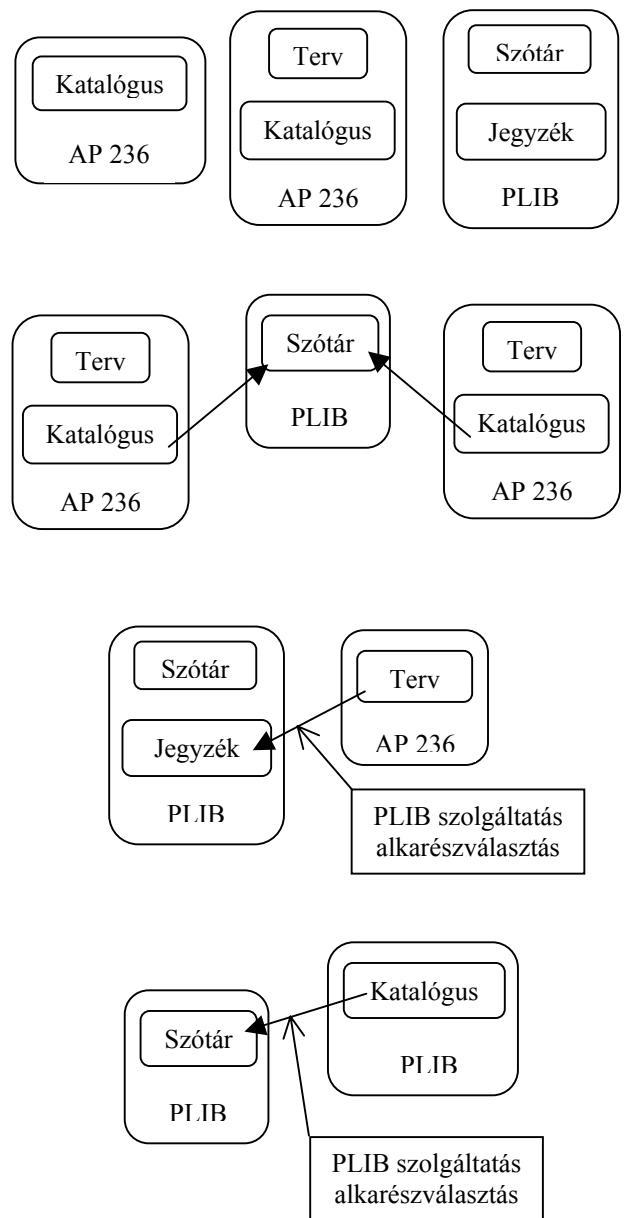 Katalógus
AP 236
Terv
Katalógus
AP 236
Szótár
Jegyzék
PLIB
Terv
Katalógus
AP 236
Szótár
PLIB
Terv
Katalógus
AP 236
Szótár
Jegyzék
PLIB
Terv
AP 236
PLIB szolgáltatás
alkarészválasztás
Szótár
PLIB
Katalógus
PLIB
PLIB szolgáltatás
alkarészválasztás